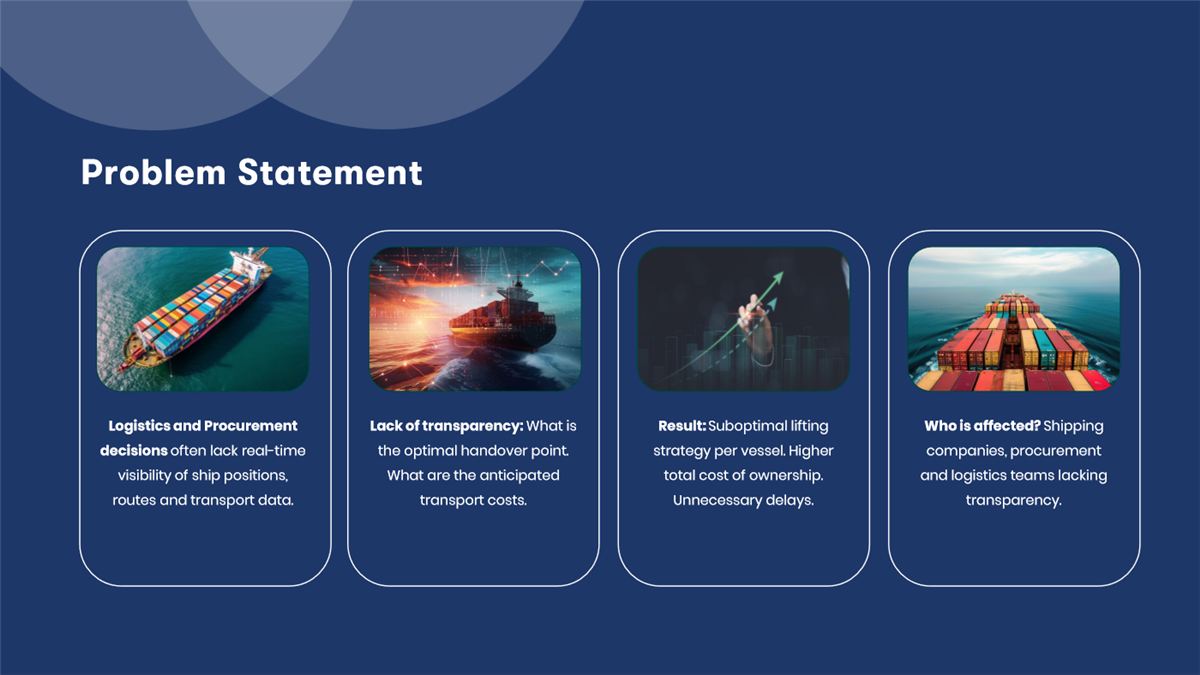 Problem Statement
Logistics and Procurement
decisions often lack real-time
visibility of ship positions,
routes and transport data.
Lack of transparency: What is
the optimal handover point.
What are the anticipated
transport costs.
Result: Suboptimal lifting
strategy per vessel. Higher
total cost of ownership.
Unnecessary delays.
Who is affected? Shipping
companies, procurement
and logistics teams lacking
transparency.